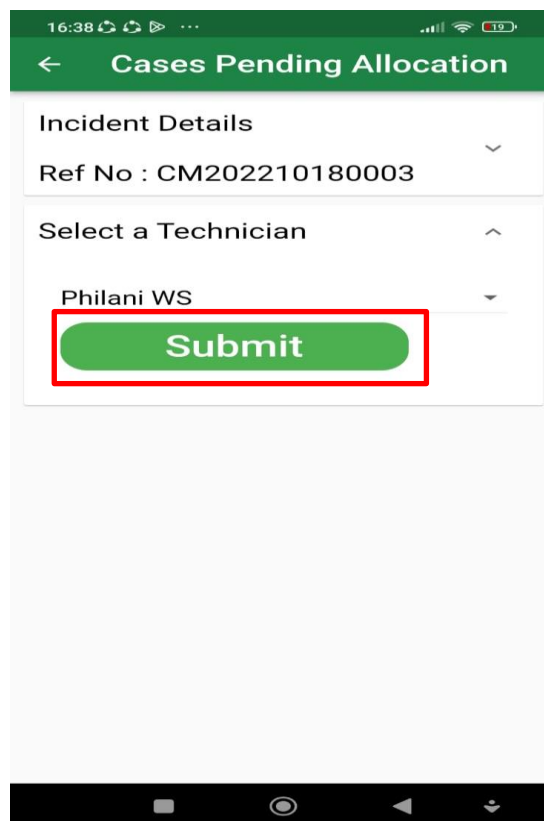 16:38 ...
19
Cases Pending Allocation
Incident Details
Ref No : CM202210180003
Select a Technician
Philani WS
Submit